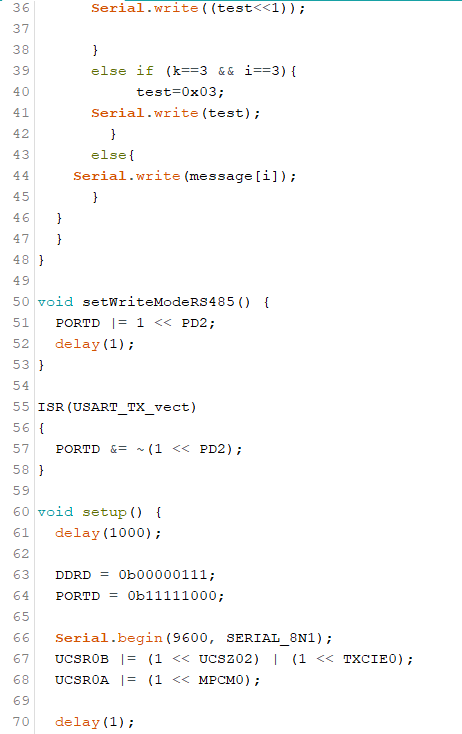 36 Serial.write((test<<1));
37
38 }
39 else if (k==3 && i==3){
40 test=0x03;
41 Serial.write(test);
42 }
43 else{
44 Serial.write(message[i]);
45 }
46 }
47 }
48 }
49
50 void setWriteModeRS485() {
51 PORTD |= 1 << PD2;
52 delay(1);
53 }
54
55 ISR(USART_TX_vect)
56 {
57 PORTD &= ~(1 << PD2);
58 }
59
60 void setup() {
61 delay(1000);
62
63 DDRD = 0b00000111;
64 PORTD = 0b11111000;
65
66 Serial.begin(9600, SERIAL_8N1);
67 UCSR0B |= (1 << UCSZ02) | (1 << TXCIE0);
68 UCSR0A |= (1 << MPCM0);
69
70 delay(1);